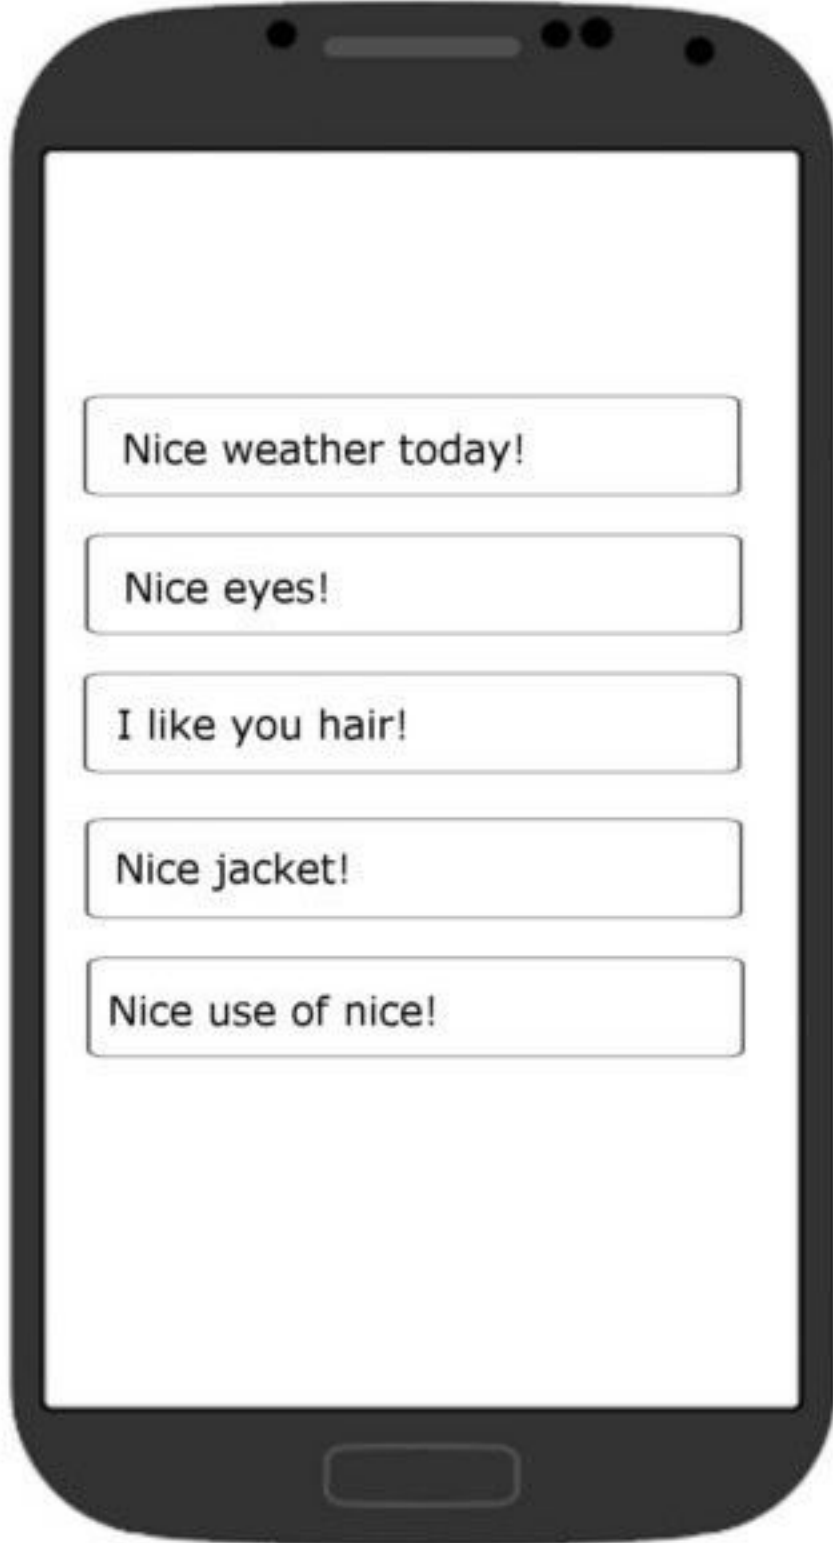 Nice weather today!
Nice eyes!
I like you hair!
Nice jacket!
Nice use of nice!